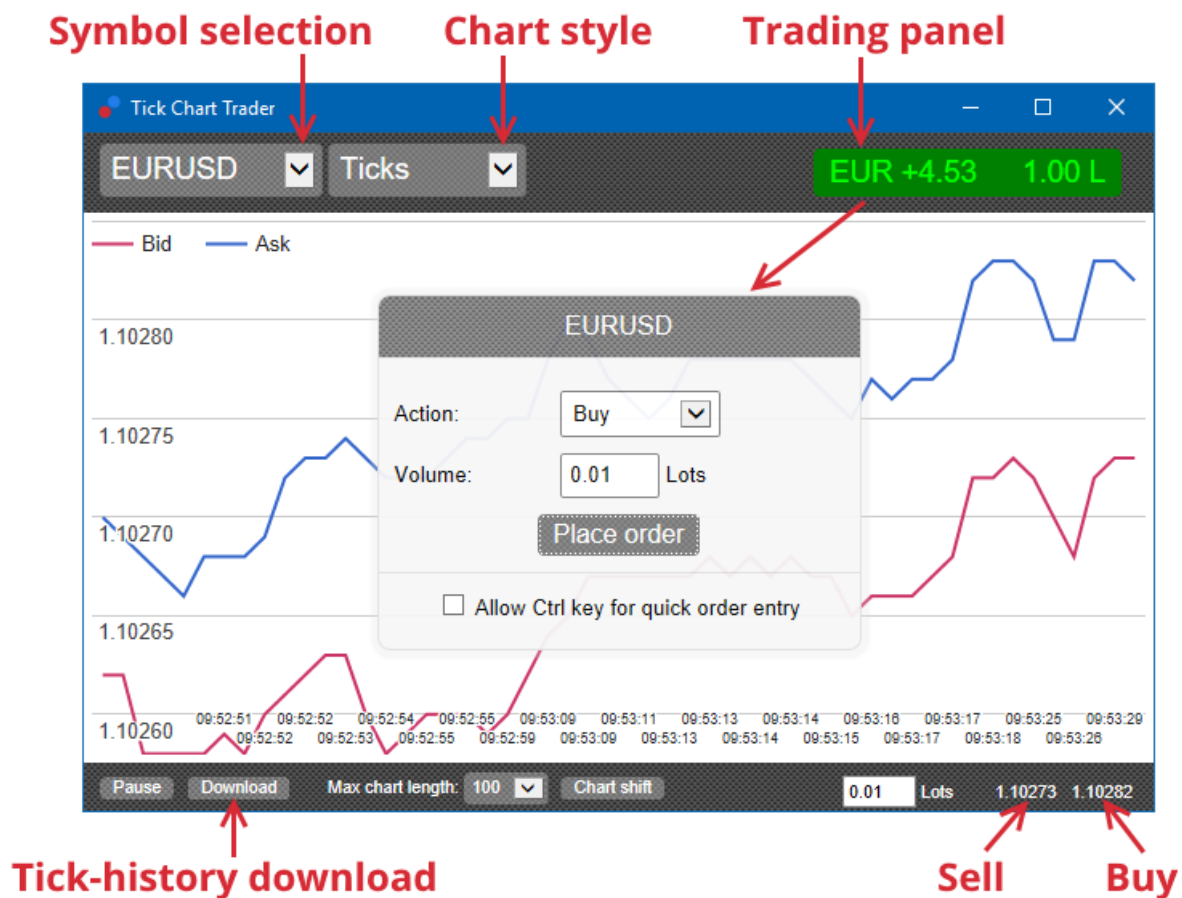 Symbol selection Chart style Trading panel
Tick Chart Trader
EURUSD Ticks EUR +4.53 1.00 L
Bid Ask
EURUSD
1.10280
Action: Buy
1.10275
Volume: 0.01 Lots
1.10270
Place order
Allow Ctrl key for quick order entry
1.10265
09:52:51 09:52:52 09:52:54 09:52:55 09:53:09 09:53:11 09:53:13 09:53:14 09:53:16 09:53:17 09:53:25 09:53:29
1.10260
09:52:52 09:52:53 09:52:55 09:52:59 09:53:09 09:53:13 09:53:14 09:53:15 09:53:17 09:53:18 09:53:26
Pause Download Max chart length: 100 Chart shift 0.01 Lots 1.10273 1.10282
Tick-history download Sell Buy